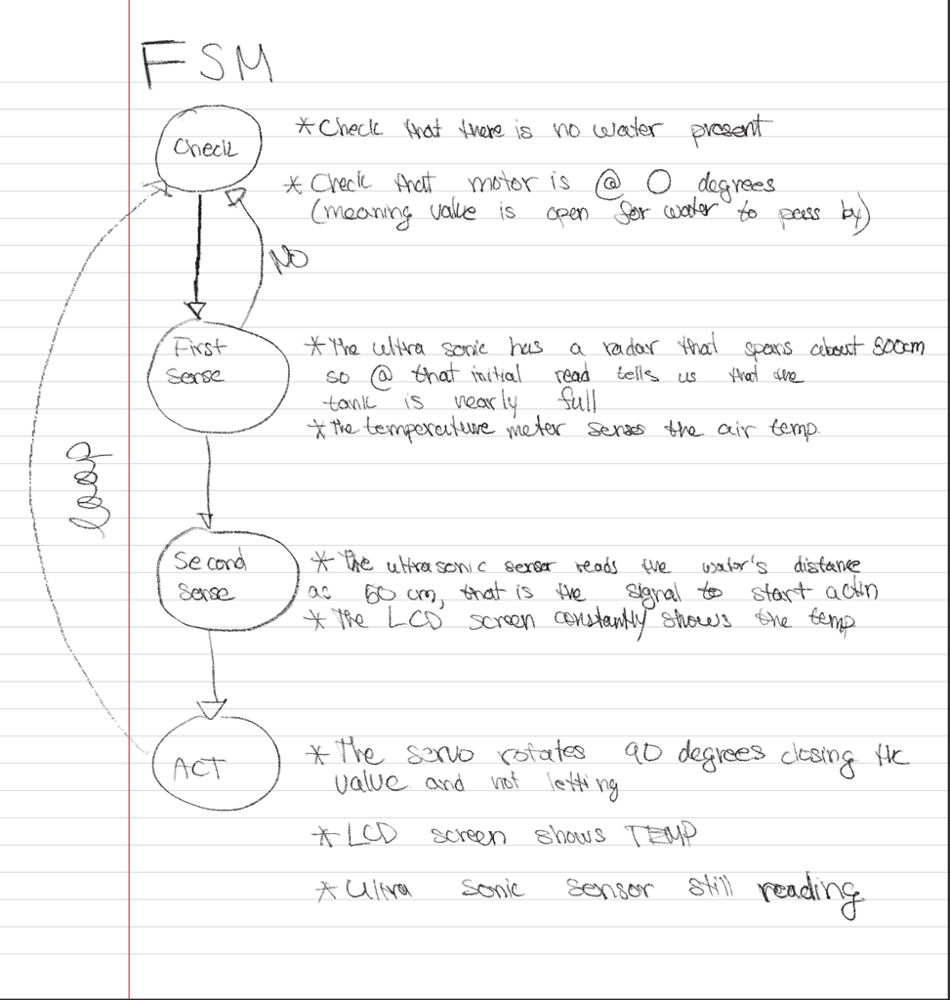 FSM
Check
* Check that there is no water present
* Check that motor is @ 0 degrees
(meaning value is open for water to pass by)
NO
First
sense
* The ultra sonic has a radar that spans about 800cm
so @ that initial read tells us that the
tank is nearly full
* The temperature meter senses the air temp
loop
Second
sense
* The ultrasonic sensor reads the water's distance
as 50 cm, that is the signal to start
* The LCD screen constantly shows the temp
ACT
* The servo rotates 90 degrees closing the
value and not letting
* LCD screen shows TEMP
* Ultra sonic sensor still reading